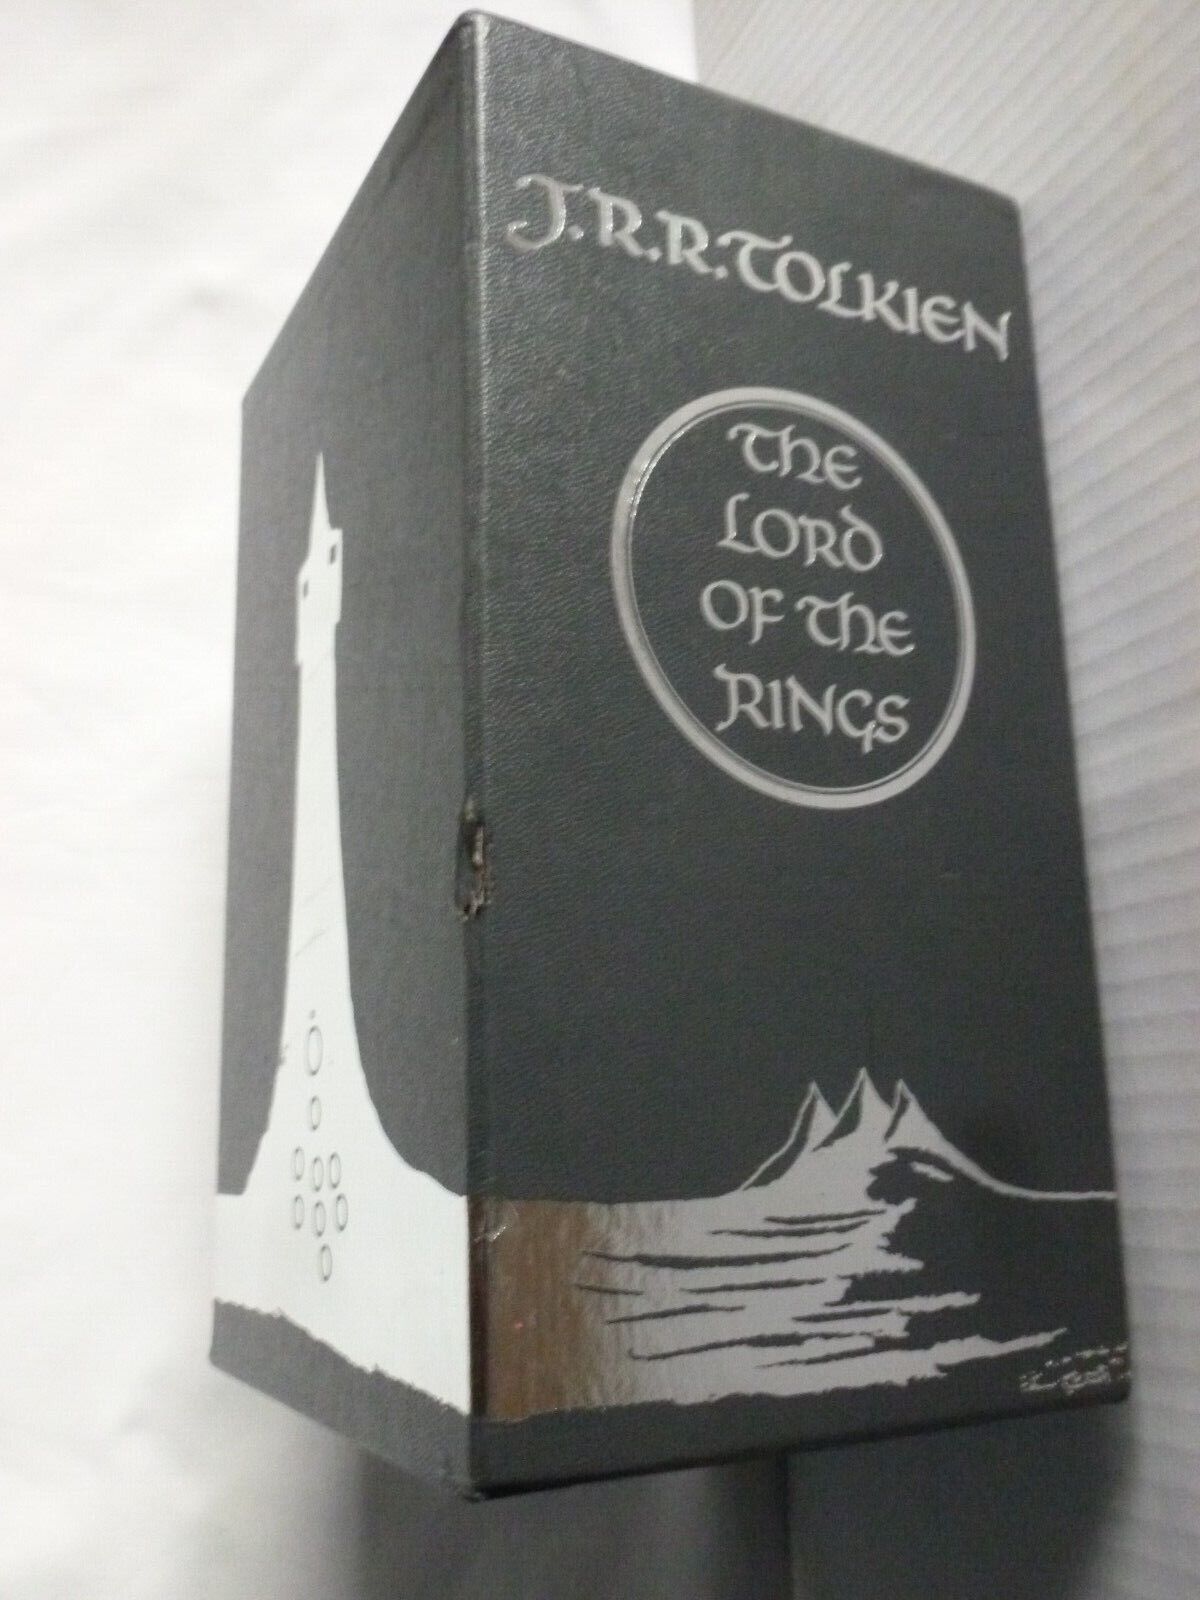 J.R.R.TOLKIEN
THE
LORD
OF THE
RINGS